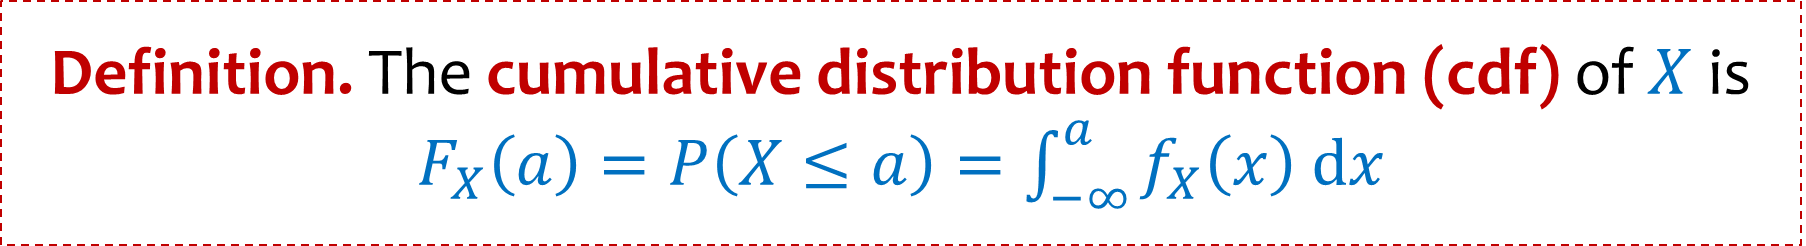 Definition. The cumulative distribution function (cdf) of X is
F_X(a) = P(X ≤ a) = ∫_{−∞}^{a} f_X(x) dx